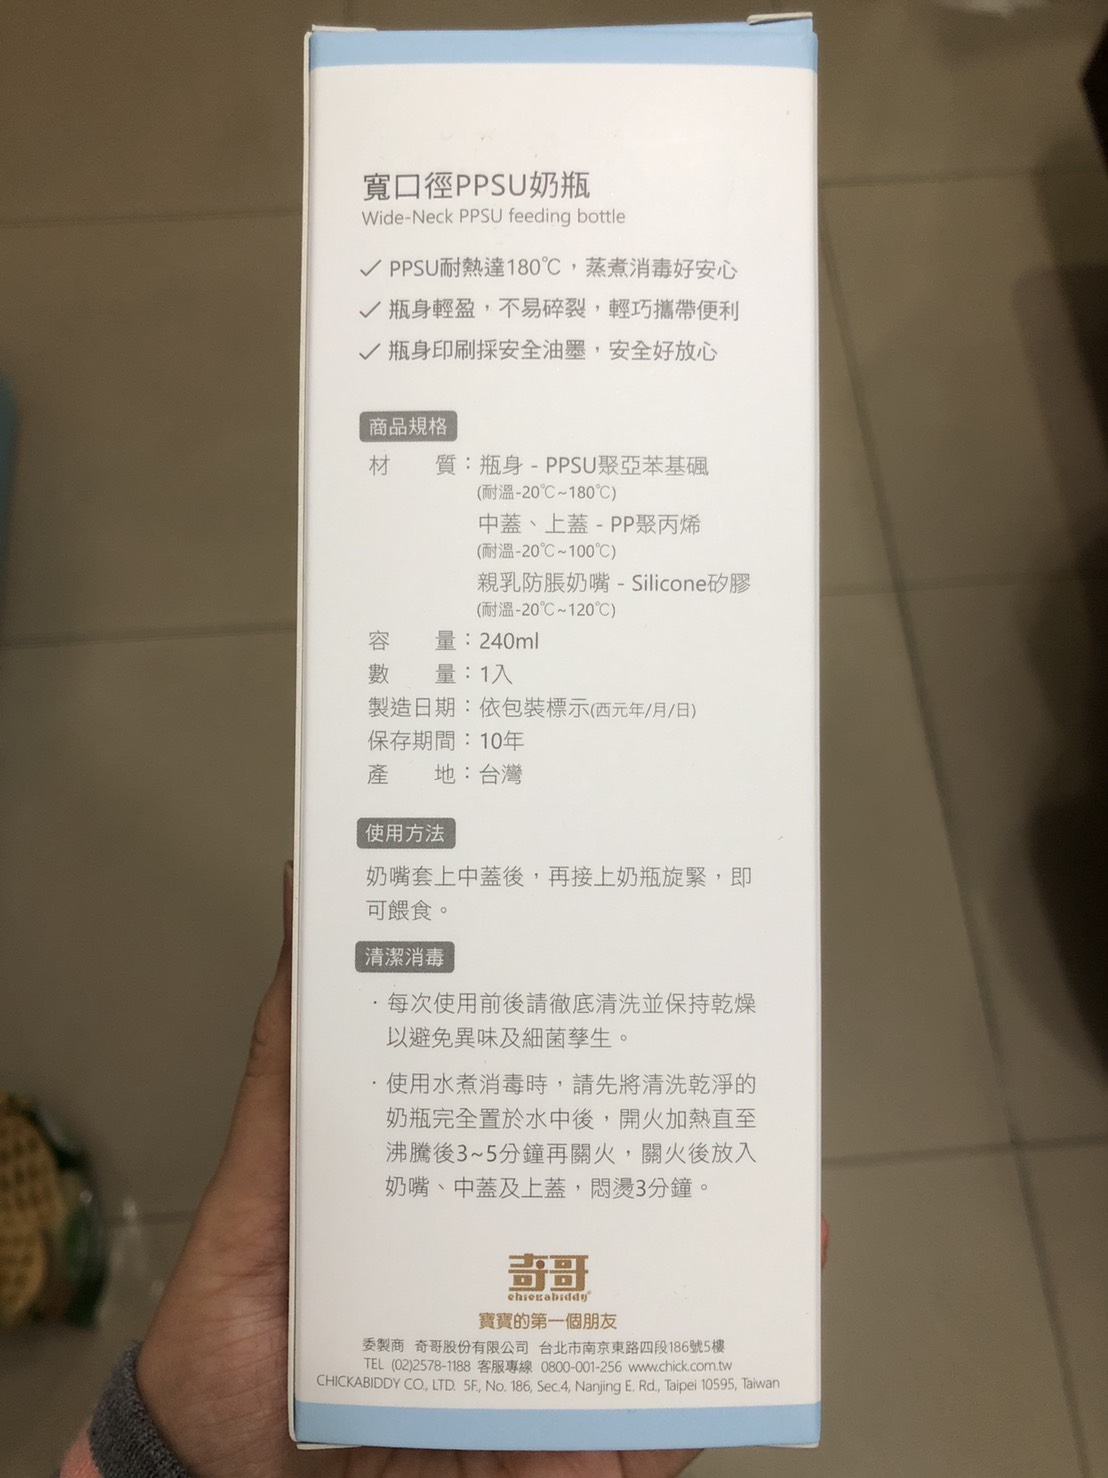 寬口徑PPSU奶瓶
Wide-Neck PPSU feeding bottle
✓ PPSU耐熱達180℃，蒸煮消毒好安心
✓ 瓶身輕盈，不易碎裂，輕巧攜帶便利
✓ 瓶身印刷採安全油墨，安全好放心
商品規格
材質：瓶身 - PPSU聚亞苯基碸
(耐溫-20℃~180℃)
中蓋、上蓋 - PP聚丙烯
(耐溫-20℃~100℃)
親乳防脹奶嘴 - Silicone矽膠
(耐溫-20℃~120℃)
容量：240ml
數量：1入
製造日期：依包裝標示(西元年/月/日)
保存期間：10年
產地：台灣
使用方法
奶嘴套上中蓋後，再接上奶瓶旋緊，即
可餵食。
清潔消毒
·每次使用前後請徹底清洗並保持乾燥
以避免異味及細菌孳生。
·使用水煮消毒時，請先將清洗乾淨的
奶瓶完全置於水中後，開火加熱直至
沸騰後3~5分鐘再關火，關火後放入
奶嘴、中蓋及上蓋，悶燙3分鐘。
奇哥
chickabiddy
寶寶的第一個朋友
委製商 奇哥股份有限公司 台北市南京東路四段186號5樓
TEL (02)2578-1188 客服專線 0800-001-256 www.chick.com.tw
CHICKABIDDY CO., LTD. 5F., No. 186, Sec.4, Nanjing E. Rd., Taipei 10595, Taiwan